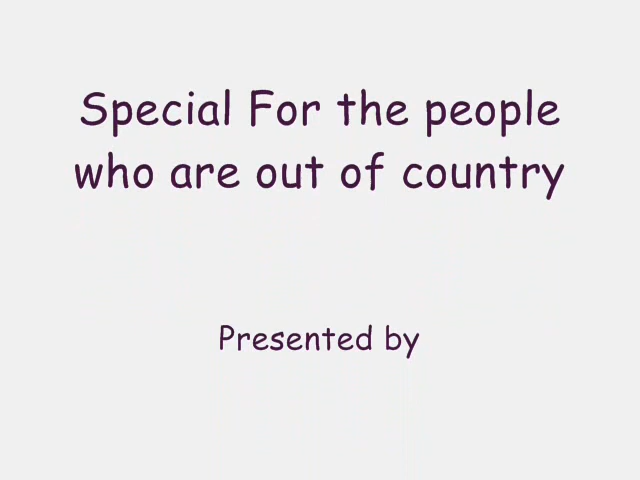 Special For the people
who are out of country
Presented by